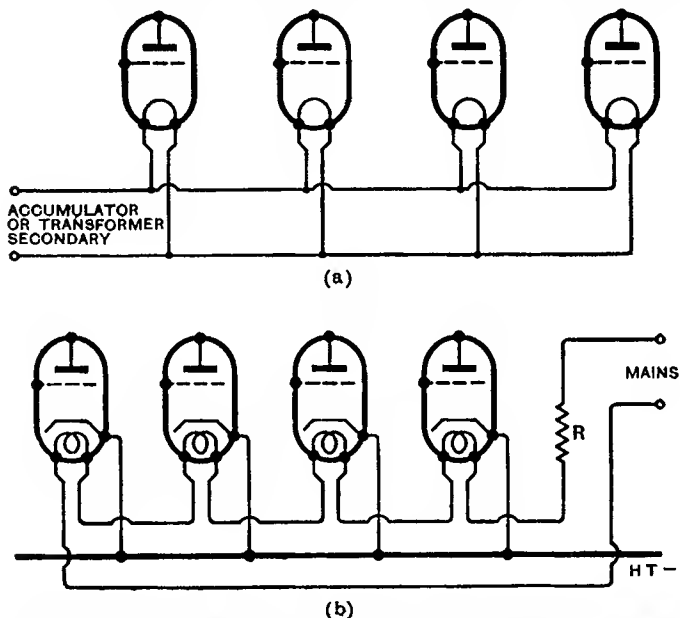 ACCUMULATOR
OR TRANSFORMER
SECONDARY
(a)
MAINS
R
HT−
(b)